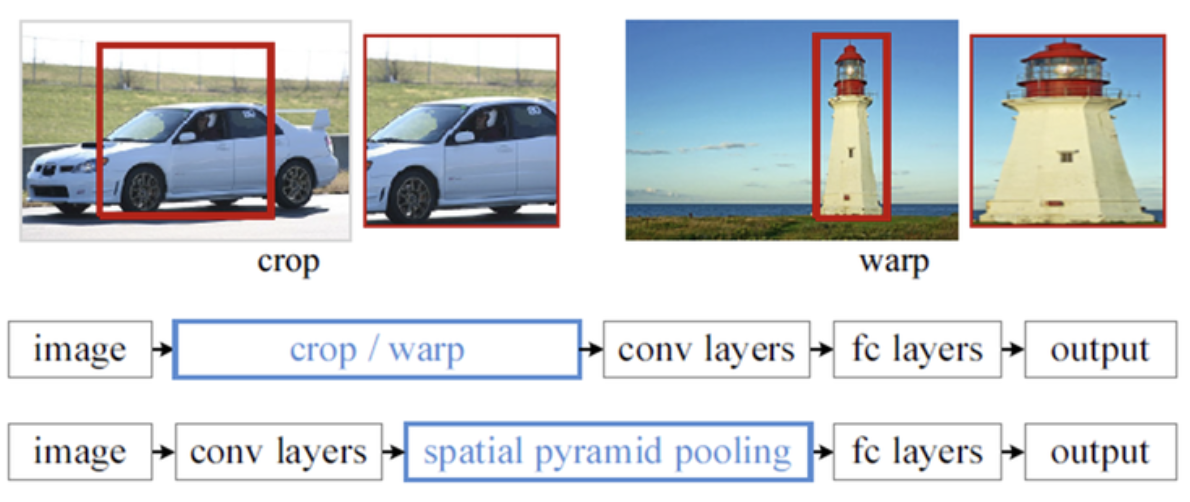 crop
warp
image crop / warp conv layers fc layers output
image conv layers spatial pyramid pooling fc layers output